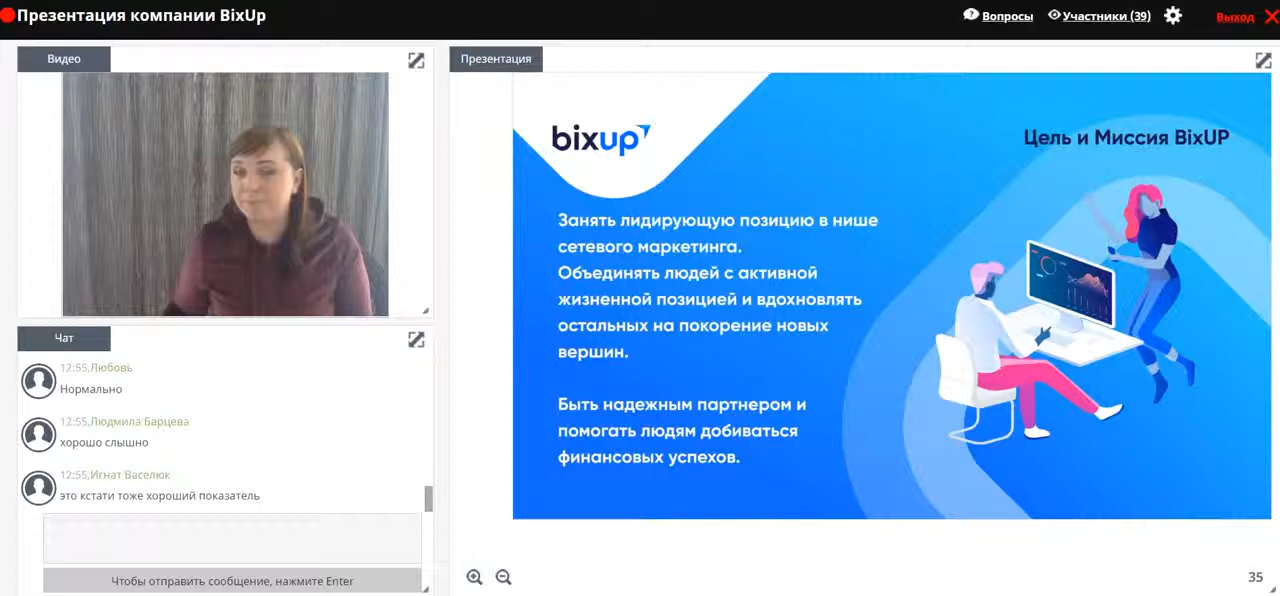 Презентация компании BixUp
Вопросы
Участники (39)
Выход
Видео
Чат
12:55,Любовь
Нормально
12:55,Людмила Барцева
хорошо слышно
12:55,Игнат Васелюк
это кстати тоже хороший показатель
Чтобы отправить сообщение, нажмите Enter
Презентация
bixup
Цель и Миссия BixUP
Занять лидирующую позицию в нише
сетевого маркетинга.
Объединять людей с активной
жизненной позицией и вдохновлять
остальных на покорение новых
вершин.
Быть надежным партнером и
помогать людям добиваться
финансовых успехов.
35